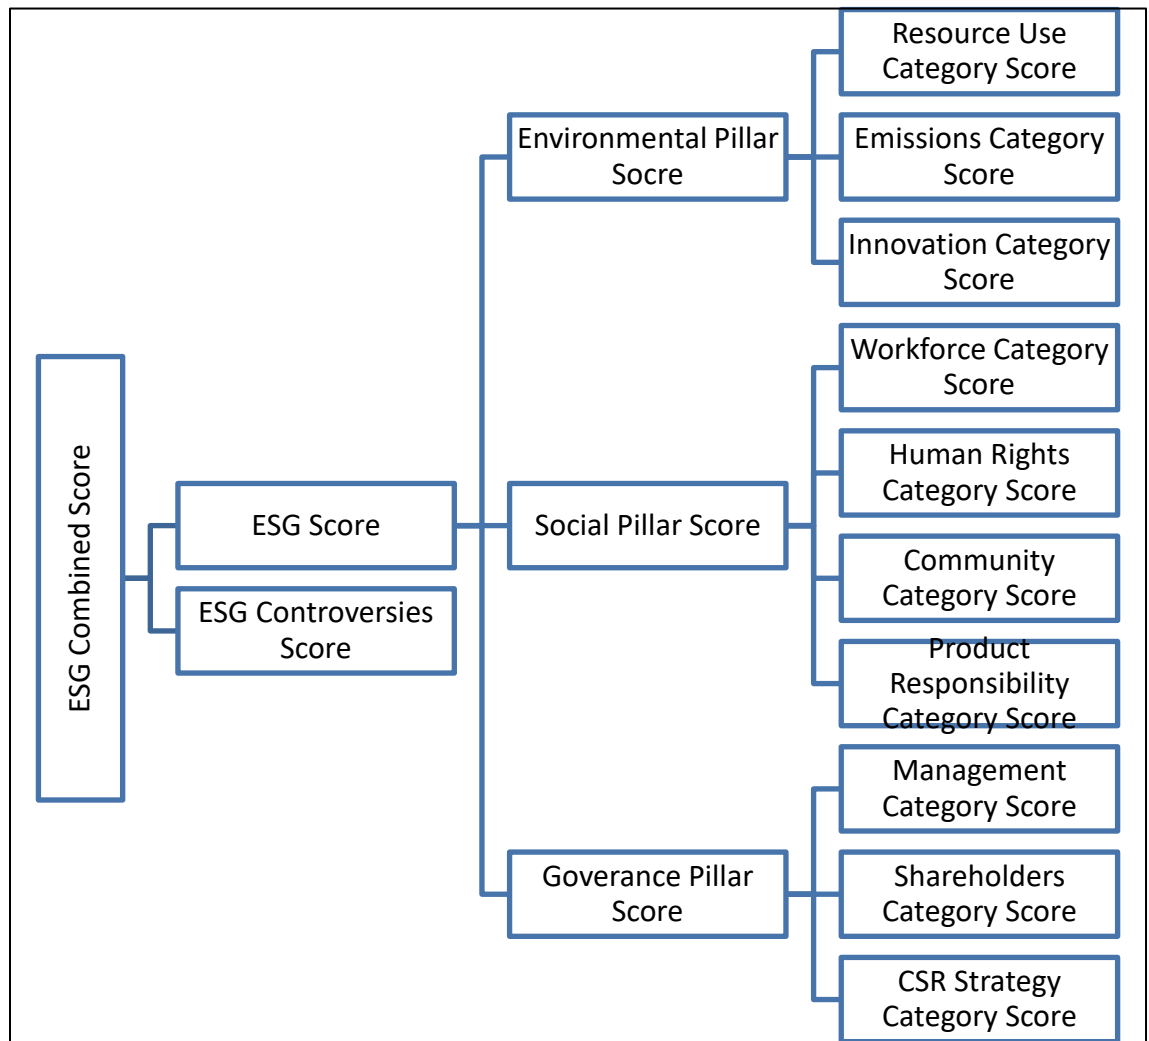 ESG Combined Score
ESG Score
ESG Controversies
Score
Environmental Pillar
Socre
Social Pillar Score
Goverance Pillar
Score
Resource Use
Category Score
Emissions Category
Score
Innovation Category
Score
Workforce Category
Score
Human Rights
Category Score
Community
Category Score
Product
Responsibility
Category Score
Management
Category Score
Shareholders
Category Score
CSR Strategy
Category Score